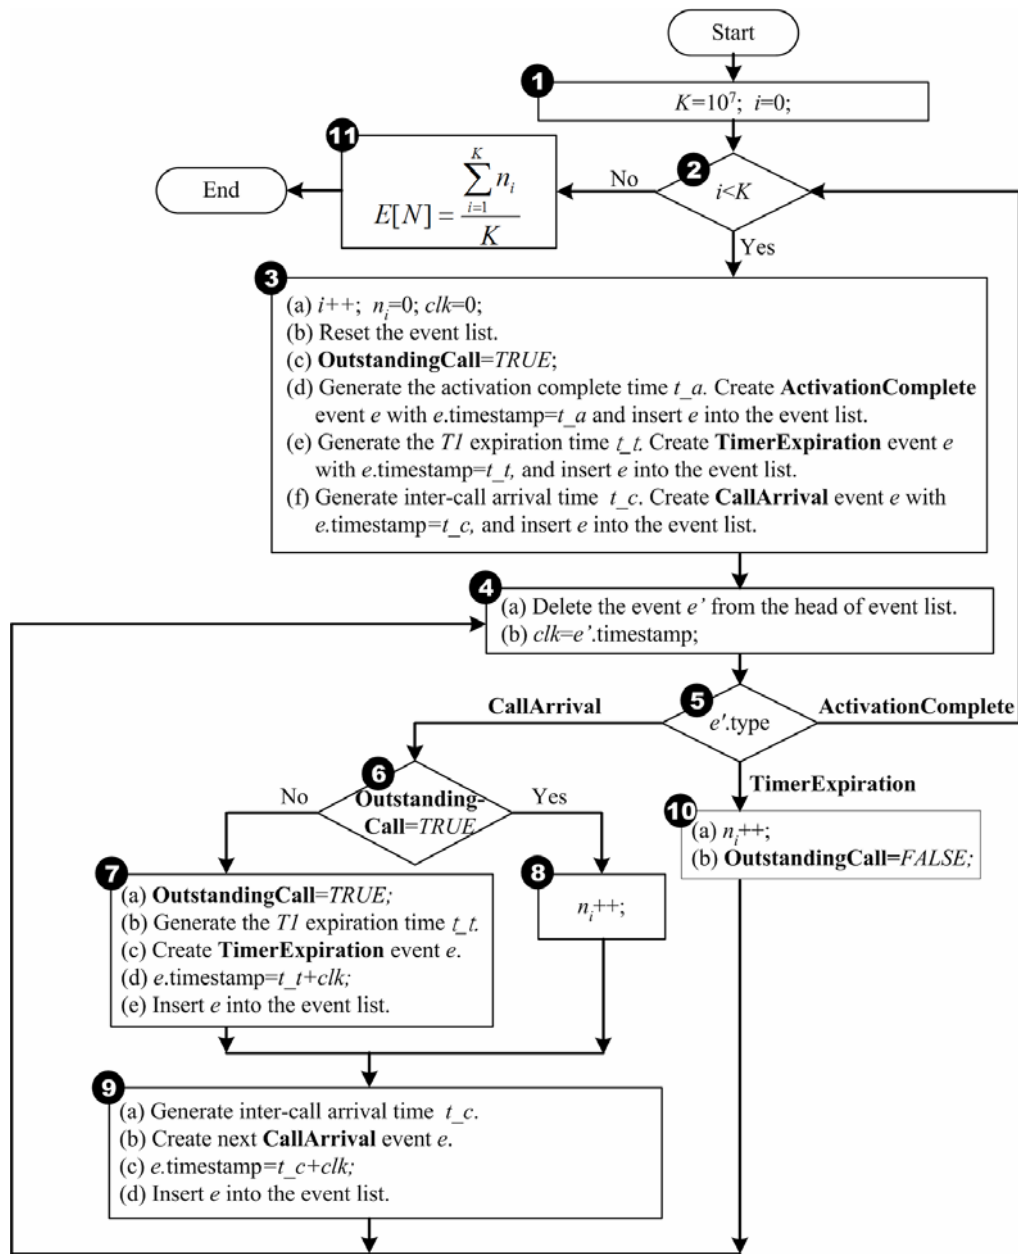 Start
1
K=10⁷; i=0;
11
E[N] = \frac{\sum_{i=1}^{K} n_i}{K}
End
No
2
i<K
Yes
3
(a) i++; n_i=0; clk=0;
(b) Reset the event list.
(c) OutstandingCall=TRUE;
(d) Generate the activation complete time t_a. Create ActivationComplete
event e with e.timestamp=t_a and insert e into the event list.
(e) Generate the T1 expiration time t_t. Create TimerExpiration event e
with e.timestamp=t_t, and insert e into the event list.
(f) Generate inter-call arrival time t_c. Create CallArrival event e with
e.timestamp=t_c, and insert e into the event list.
4
(a) Delete the event e’ from the head of event list.
(b) clk=e’.timestamp;
CallArrival
5
e'.type
ActivationComplete
TimerExpiration
6
No
Outstanding-
Call=TRUE
Yes
10
(a) n_i++;
(b) OutstandingCall=FALSE;
7
(a) OutstandingCall=TRUE;
(b) Generate the T1 expiration time t_t.
(c) Create TimerExpiration event e.
(d) e.timestamp=t_t+clk;
(e) Insert e into the event list.
8
n_i++;
9
(a) Generate inter-call arrival time t_c.
(b) Create next CallArrival event e.
(c) e.timestamp=t_c+clk;
(d) Insert e into the event list.